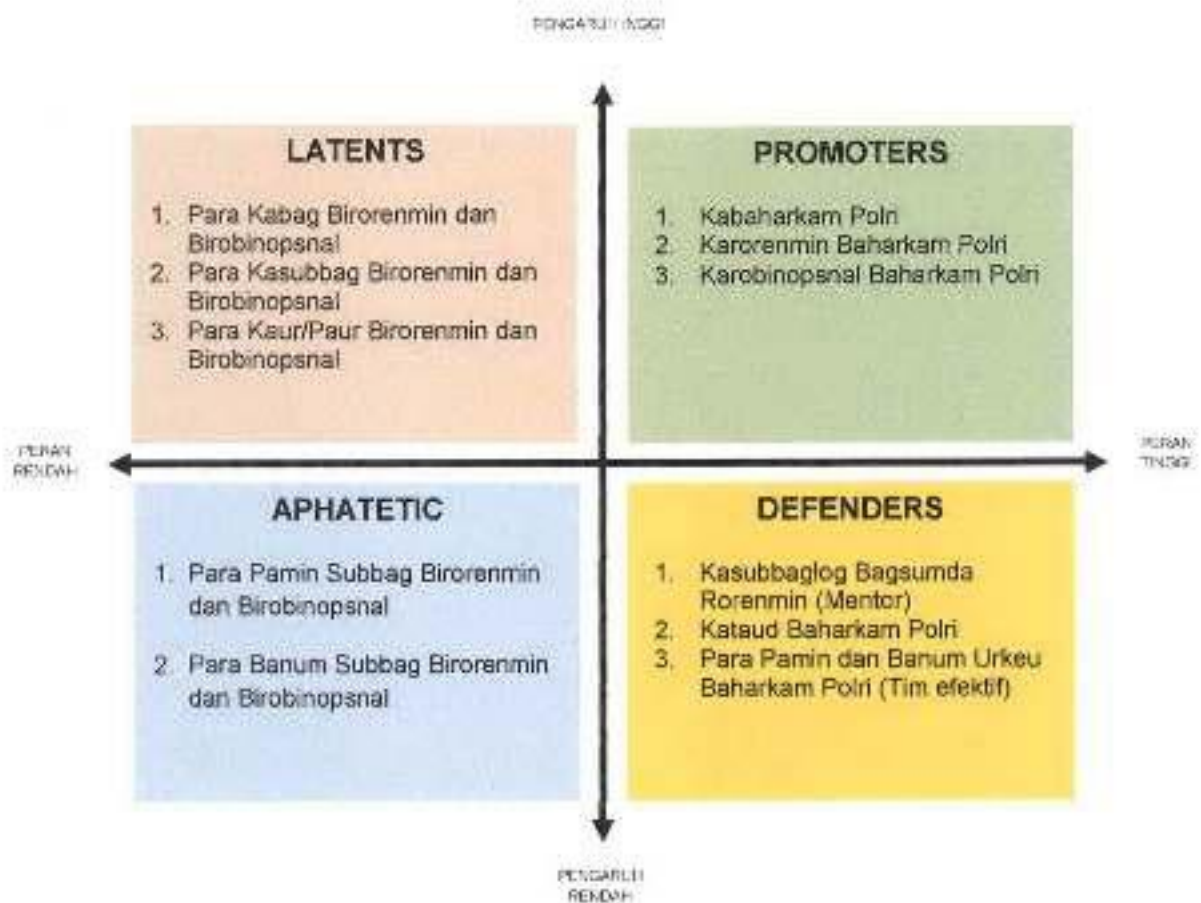 PENGARUH TINGGI
LATENTS
1. Para Kabag Birorenmin dan
Birobinopsnal
2. Para Kasubbag Birorenmin dan
Birobinopsnal
3. Para Kaur/Paur Birorenmin dan
Birobinopsnal
PROMOTERS
1. Kabaharkam Polri
2. Karorenmin Baharkam Polri
3. Karobinopsnal Baharkam Polri
PERAN
RENDAH
PERAN
TINGGI
APHATETIC
1. Para Pamin Subbag Birorenmin
dan Birobinopsnal
2. Para Banum Subbag Birorenmin
dan Birobinopsnal
DEFENDERS
1. Kasubbaglog Bagsumda
Rorenmin (Mentor)
2. Kataud Baharkam Polri
3. Para Pamin dan Banum Urkeu
Baharkam Polri (Tim efektif)
PENGARUH
RENDAH